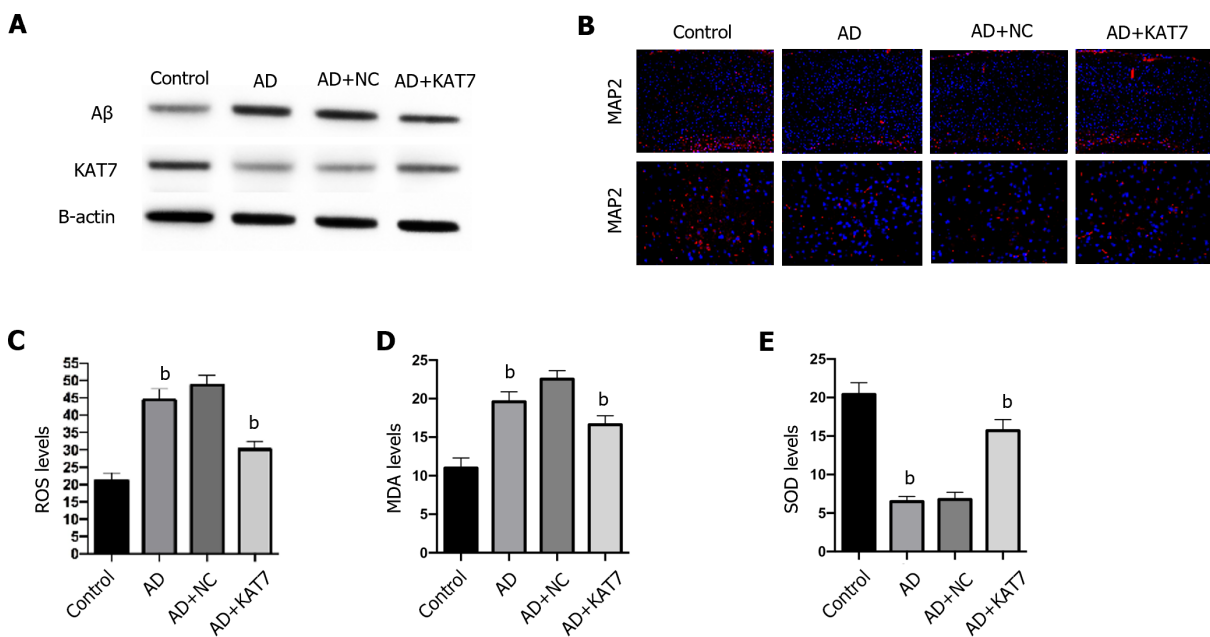 A
Control AD AD+NC AD+KAT7
Aβ
KAT7
B-actin
B
Control AD AD+NC AD+KAT7
MAP2
MAP2
C
ROS levels
55
50
45
40
35
30
25
20
15
10
5
0
b
b
Control AD AD+NC AD+KAT7
D
MDA levels
25
20
15
10
5
0
b
b
Control AD AD+NC AD+KAT7
E
SOD levels
25
20
15
10
5
0
b
b
Control AD AD+NC AD+KAT7